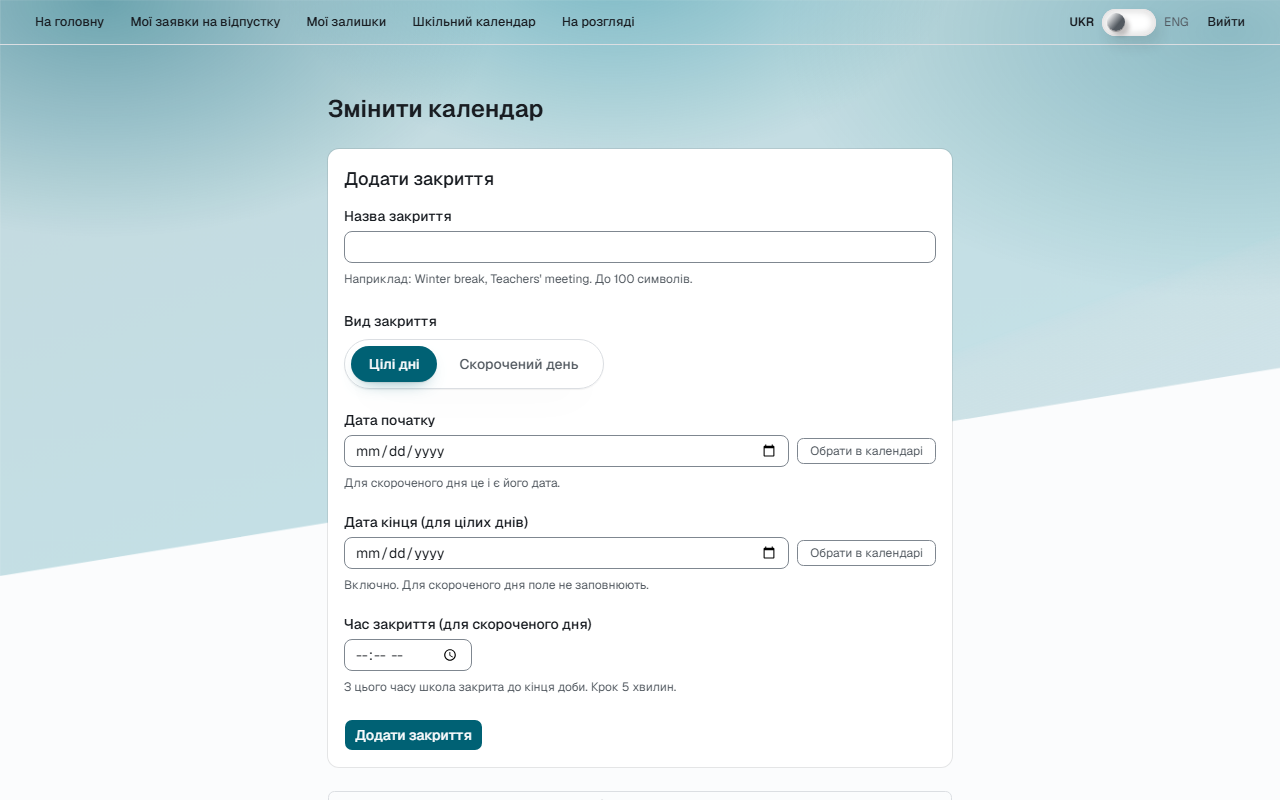 На головну Мої заявки на відпустку Мої залишки Шкільний календар На розгляді UKR ENG Вийти
Змінити календар
Додати закриття
Назва закриття
Наприклад: Winter break, Teachers' meeting. До 100 символів.
Вид закриття
Цілі дні Скорочений день
Дата початку
mm/dd/yyyy Обрати в календарі
Для скороченого дня це і є його дата.
Дата кінця (для цілих днів)
mm/dd/yyyy Обрати в календарі
Включно. Для скороченого дня поле не заповнюють.
Час закриття (для скороченого дня)
--:-- --
З цього часу школа закрита до кінця доби. Крок 5 хвилин.
Додати закриття